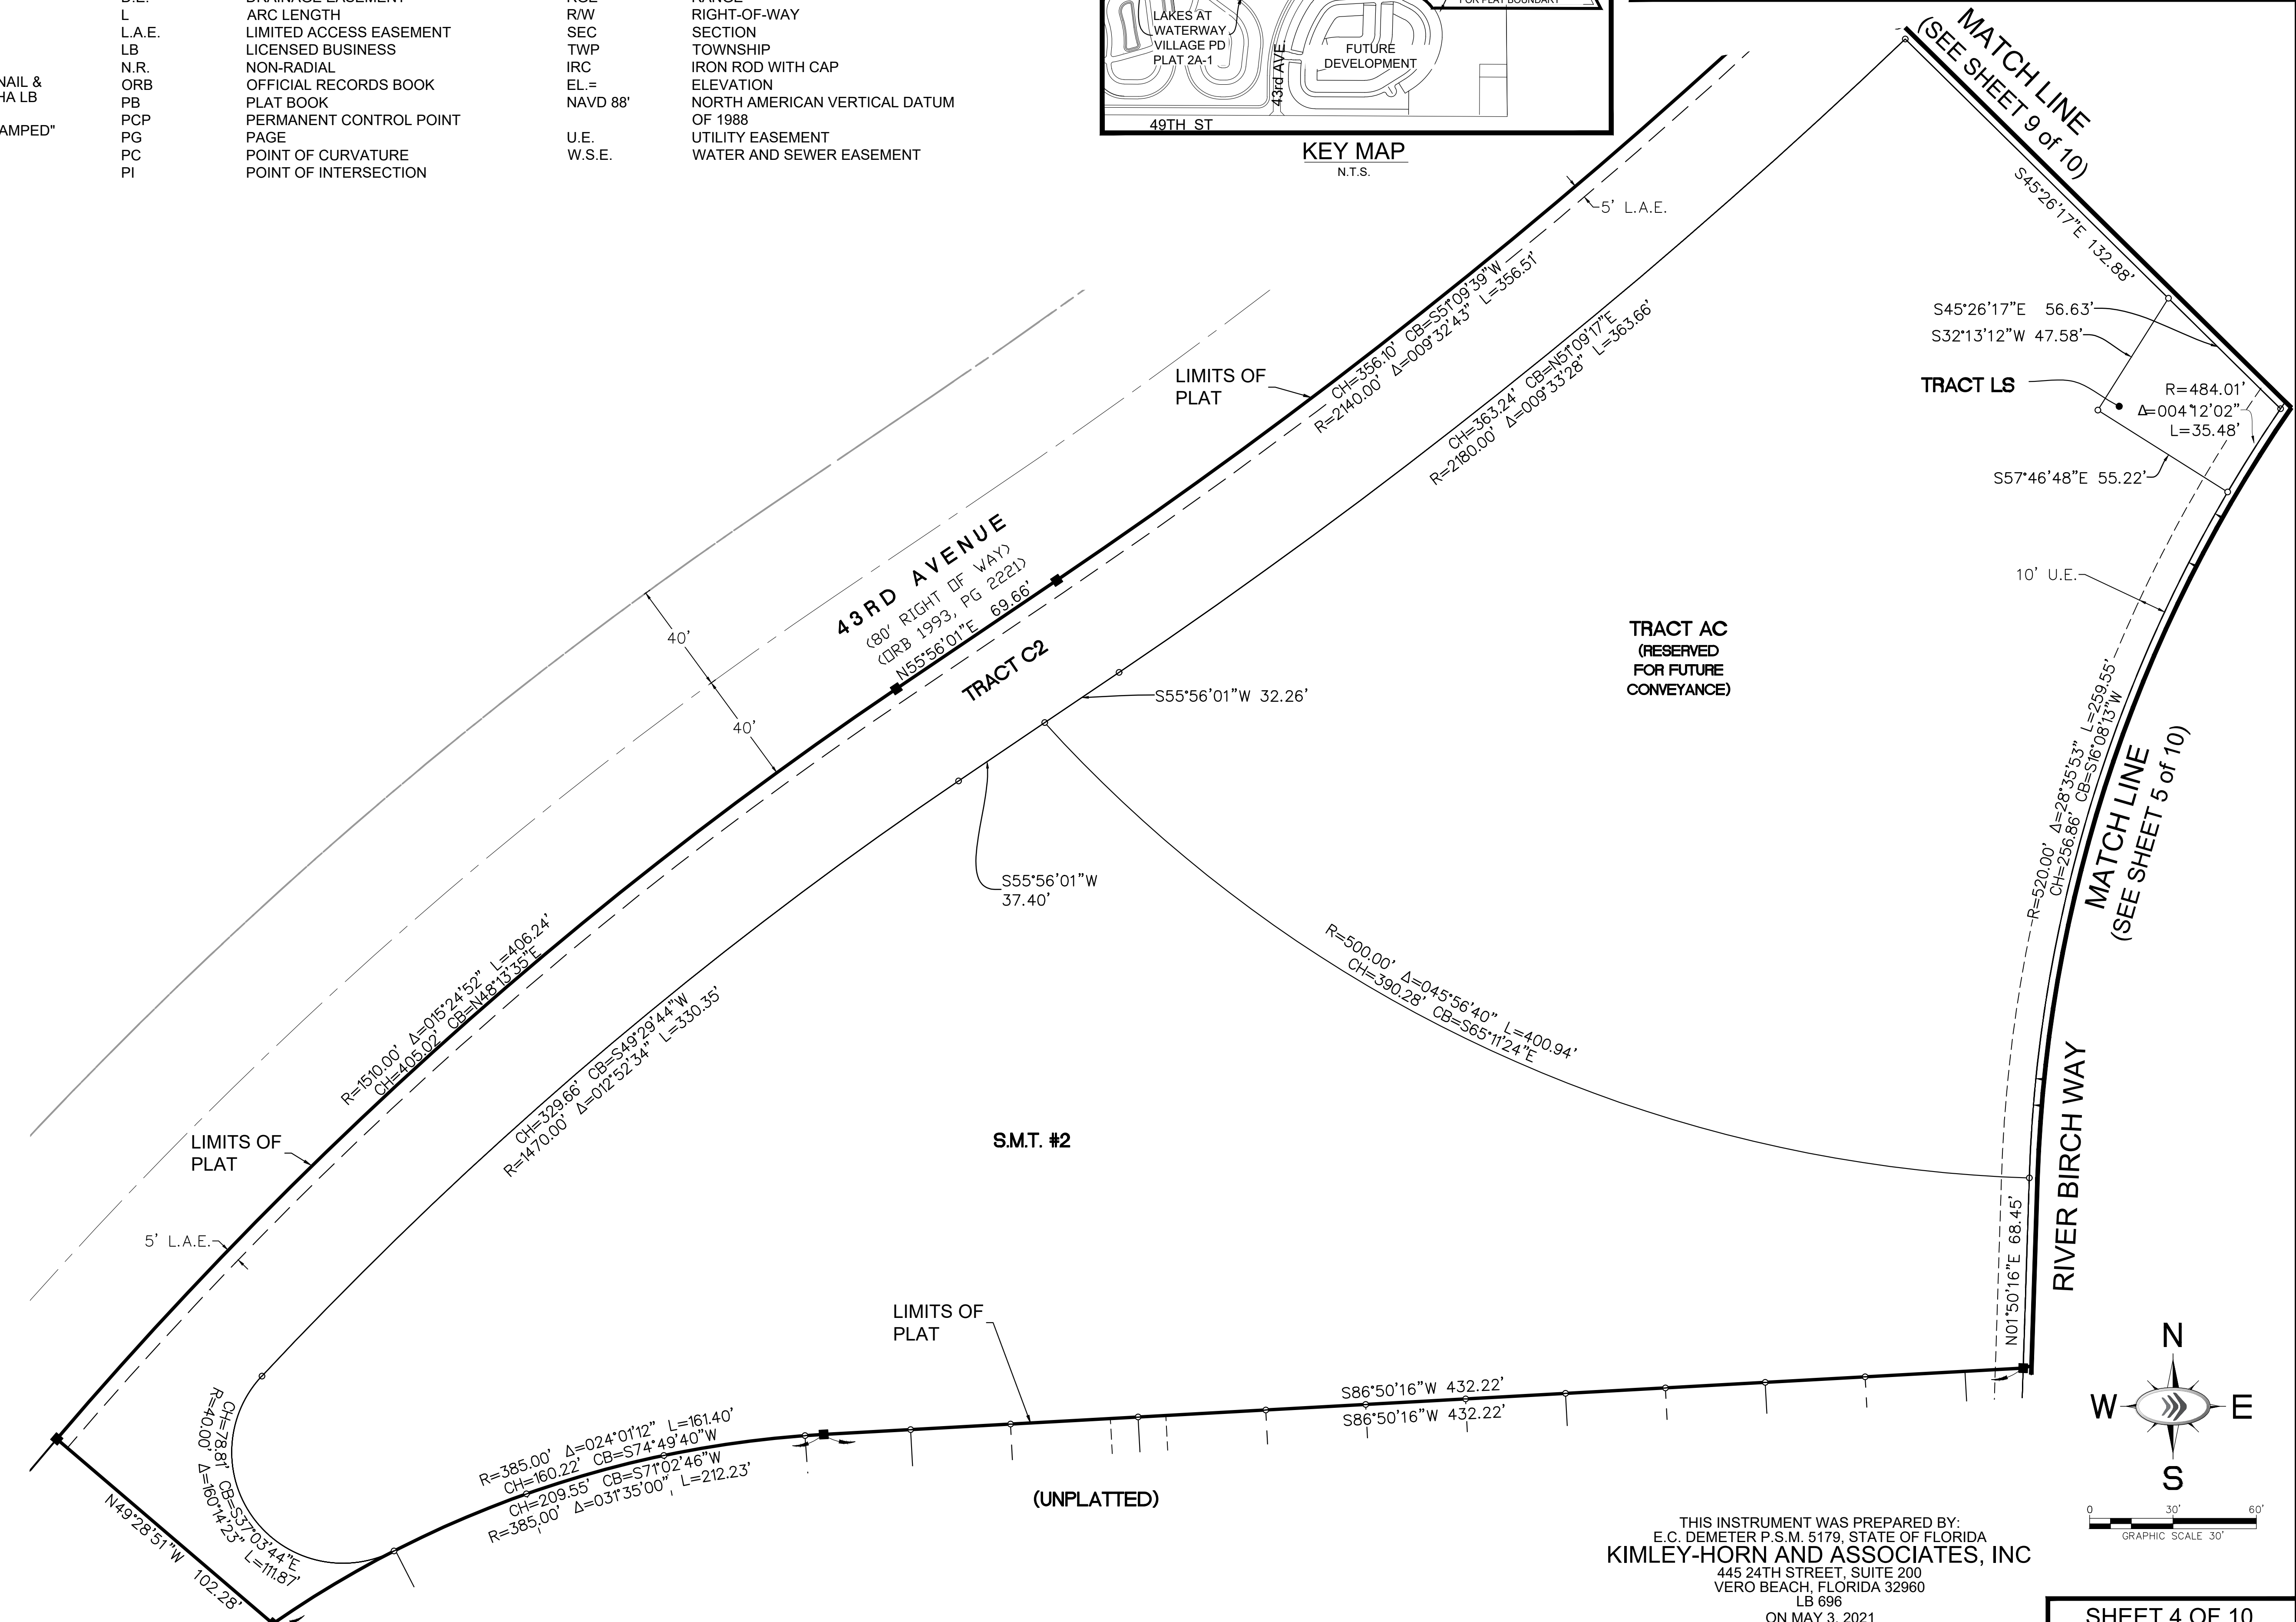 L ARC LENGTH
L.A.E. LIMITED ACCESS EASEMENT
LB LICENSED BUSINESS
N.R. NON-RADIAL
ORB OFFICIAL RECORDS BOOK
PB PLAT BOOK
PCP PERMANENT CONTROL POINT
PG PAGE
PC POINT OF CURVATURE
PI POINT OF INTERSECTION
NAIL &
HA LB
AMPED"
R/W RIGHT-OF-WAY
SEC SECTION
TWP TOWNSHIP
IRC IRON ROD WITH CAP
EL.= ELEVATION
NAVD 88' NORTH AMERICAN VERTICAL DATUM
OF 1988
U.E. UTILITY EASEMENT
W.S.E. WATER AND SEWER EASEMENT
LAKES AT
WATERWAY
VILLAGE PD
PLAT 2A-1
43rd AVE.
FUTURE
DEVELOPMENT
FOR PLAT BOUNDARY
49TH ST
KEY MAP
N.T.S.
MATCH LINE
(SEE SHEET 9 of 10)
S45°26'17"E 132.88'
5' L.A.E.
S45°26'17"E 56.63'
S32°13'12"W 47.58'
TRACT LS
R=484.01'
Δ=004°12'02"
L=35.48'
S57°46'48"E 55.22'
10' U.E.
CH=356.10' CB=S51°09'39"W
R=2140.00' Δ=009°32'43" L=356.51'
CH=363.24' CB=N51°09'17"E
R=2180.00' Δ=009°33'28" L=363.66'
LIMITS OF
PLAT
43RD AVENUE
(80' RIGHT OF WAY)
(ORB 1993, PG 2221)
N55°56'01"E 69.66'
40'
40'
TRACT C2
S55°56'01"W 32.26'
TRACT AC
(RESERVED
FOR FUTURE
CONVEYANCE)
R=520.00' Δ=28°35'53" L=259.55'
CH=256.86' CB=S16°08'13"W
MATCH LINE
(SEE SHEET 5 of 10)
S55°56'01"W
37.40'
R=1510.00' Δ=015°24'52" L=406.24'
CH=405.02' CB=N48°13'35"E
CH=329.66' CB=S49°29'44"W
R=1470.00' Δ=012°52'34" L=330.35'
R=500.00' Δ=045°56'40" L=400.94'
CH=390.28' CB=S65°11'24"E
LIMITS OF
PLAT
S.M.T. #2
RIVER BIRCH WAY
N01°50'16"E 68.45'
5' L.A.E.
LIMITS OF
PLAT
S86°50'16"W 432.22'
S86°50'16"W 432.22'
CH=78.81' CB=S37°03'44"E
R=40.00' Δ=160°14'23" L=111.87'
R=385.00' Δ=024°01'12" L=161.40'
CH=160.22' CB=S74°49'40"W
CH=209.55' CB=S71°02'46"W
R=385.00' Δ=031°35'00" L=212.23'
N49°28'51"W 102.28'
(UNPLATTED)
N
W E
S
0 30' 60'
GRAPHIC SCALE 30'
THIS INSTRUMENT WAS PREPARED BY:
E.C. DEMETER P.S.M. 5179, STATE OF FLORIDA
KIMLEY-HORN AND ASSOCIATES, INC
445 24TH STREET, SUITE 200
VERO BEACH, FLORIDA 32960
LB 696
ON MAY 3, 2021
SHEET 4 OF 10